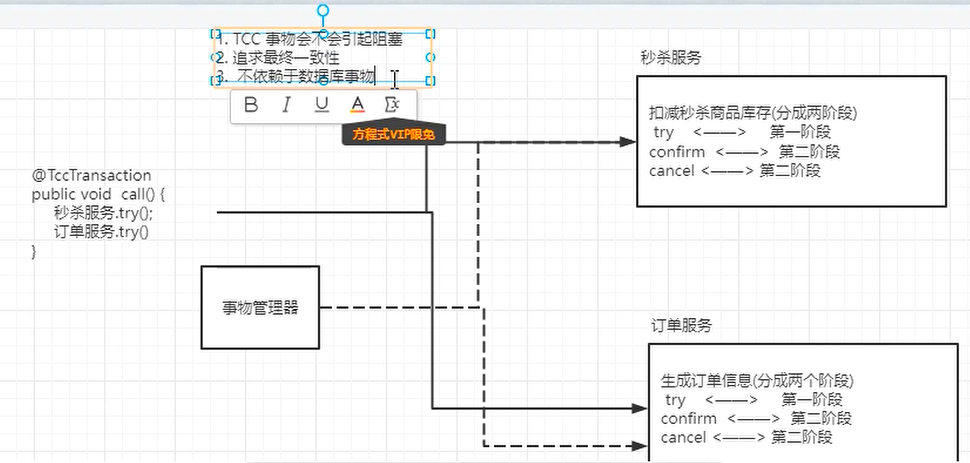 1. TCC 事物会不会引起阻塞
2. 追求最终一致性
3. 不依赖于数据库事物
B I U A
方程式VIP限免
@TccTransaction
public void call() {
秒杀服务.try();
订单服务.try()
}
事物管理器
秒杀服务
扣减秒杀商品库存(分成两阶段)
try <——> 第一阶段
confirm <——> 第二阶段
cancel <——> 第二阶段
订单服务
生成订单信息(分成两个阶段)
try <——> 第一阶段
confirm <——> 第二阶段
cancel <——> 第二阶段